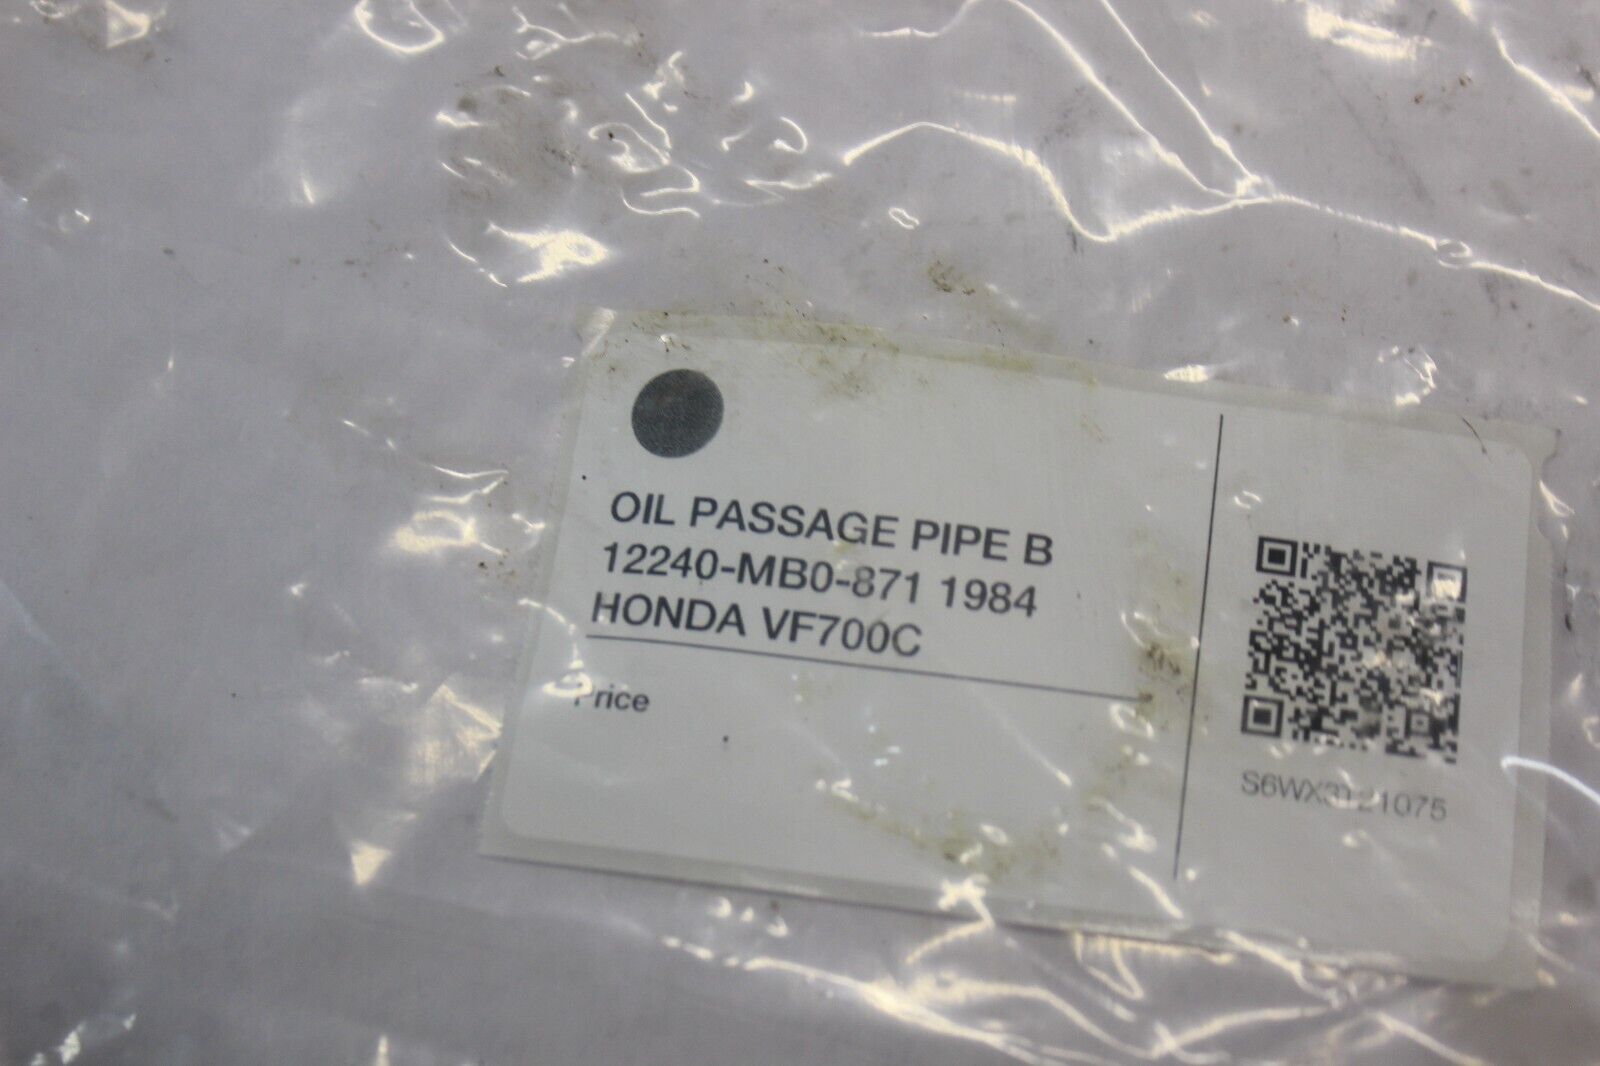 OIL PASSAGE PIPE B
12240-MB0-871 1984
HONDA VF700C
Price